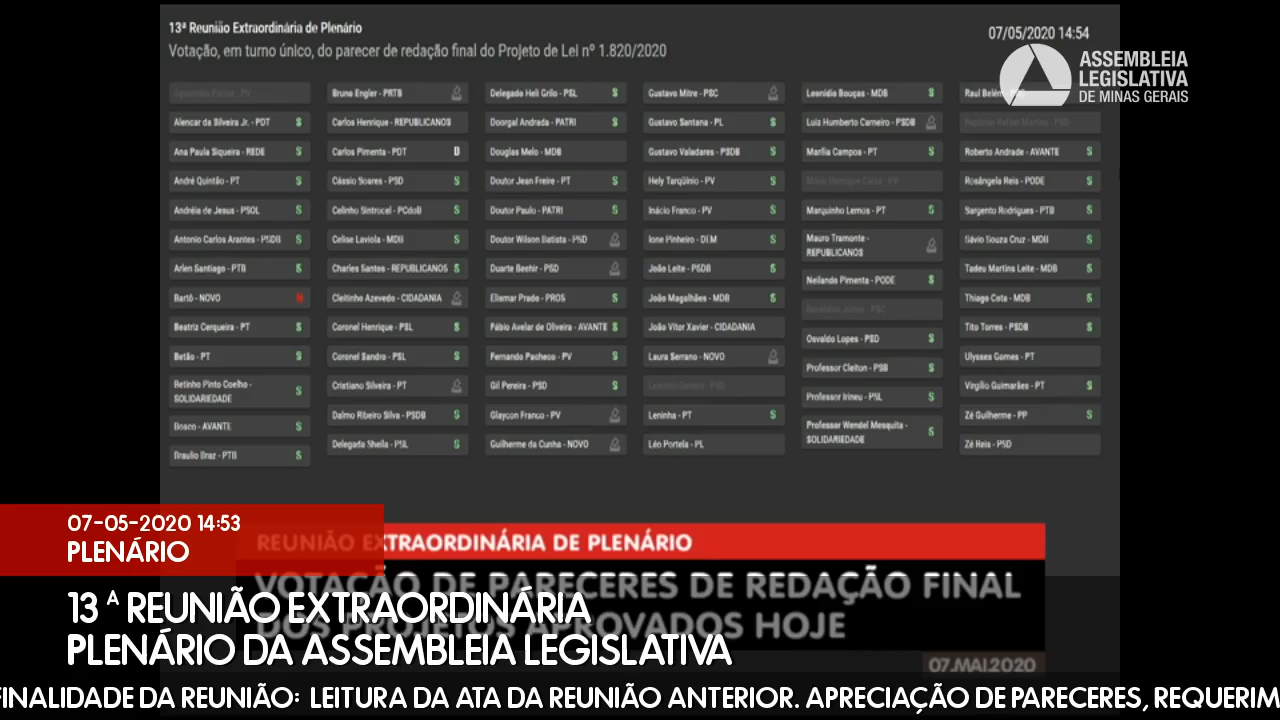 13ª Reunião Extraordinária de Plenário
Votação, em turno único, do parecer de redação final do Projeto de Lei nº 1.820/2020
07/05/2020 14:54
ASSEMBLEIA
LEGISLATIVA
DE MINAS GERAIS
Alencar da Silveira Jr. - PDT S
Ana Paula Siqueira - REDE S
André Quintão - PT S
Andréia de Jesus - PSOL S
Antonio Carlos Arantes - PSDB S
Arlen Santiago - PTB S
Bartô - NOVO N
Beatriz Cerqueira - PT S
Betão - PT S
Betinho Pinto Coelho -
SOLIDARIEDADE S
Bosco - AVANTE S
Braulio Braz - PTB S
Bruno Engler - PRTB
Carlos Henrique - REPUBLICANOS
Carlos Pimenta - PDT B
Cássio Soares - PSD S
Celinho Sintrocel - PCdoB S
Celise Laviola - MDB S
Charles Santos - REPUBLICANOS S
Cleitinho Azevedo - CIDADANIA
Coronel Henrique - PSL S
Coronel Sandro - PSL S
Cristiano Silveira - PT
Dalmo Ribeiro Silva - PSDB S
Delegada Sheila - PSL S
Delegado Heli Grilo - PSL S
Doorgal Andrada - PATRI S
Douglas Melo - MDB
Doutor Jean Freire - PT S
Doutor Paulo - PATRI S
Doutor Wilson Batista - PSD
Duarte Bechir - PSD
Elismar Prado - PROS S
Fábio Avelar de Oliveira - AVANTE S
Fernando Pacheco - PV S
Gil Pereira - PSD S
Glaycon Franco - PV
Guilherme da Cunha - NOVO
Gustavo Mitre - PSC
Gustavo Santana - PL S
Gustavo Valadares - PSDB S
Hely Tarqüínio - PV S
Inácio Franco - PV S
Ione Pinheiro - DEM S
João Leite - PSDB S
João Magalhães - MDB S
João Vítor Xavier - CIDADANIA
Laura Serrano - NOVO
Leninha - PT S
Léo Portela - PL
Leonídio Bouças - MDB S
Luiz Humberto Carneiro - PSDB
Marília Campos - PT S
Marquinho Lemos - PT S
Mauro Tramonte -
REPUBLICANOS
Neilando Pimenta - PODE S
Osvaldo Lopes - PSD S
Professor Cleiton - PSB S
Professor Irineu - PSL S
Professor Wendel Mesquita -
SOLIDARIEDADE S
Raul Belém
Roberto Andrade - AVANTE S
Rosângela Reis - PODE S
Sargento Rodrigues - PTB S
Sávio Souza Cruz - MDB S
Tadeu Martins Leite - MDB S
Thiago Cota - MDB S
Tito Torres - PSDB S
Ulysses Gomes - PT
Virgílio Guimarães - PT S
Zé Guilherme - PP S
Zé Reis - PSD
07-05-2020 14:53
PLENÁRIO
REUNIÃO EXTRAORDINÁRIA DE PLENÁRIO
VOTAÇÃO DE PARECERES DE REDAÇÃO FINAL
DOS PROJETOS APROVADOS HOJE
07.MAI.2020
13 ª REUNIÃO EXTRAORDINÁRIA
PLENÁRIO DA ASSEMBLEIA LEGISLATIVA
FINALIDADE DA REUNIÃO: LEITURA DA ATA DA REUNIÃO ANTERIOR. APRECIAÇÃO DE PARECERES, REQUERIM